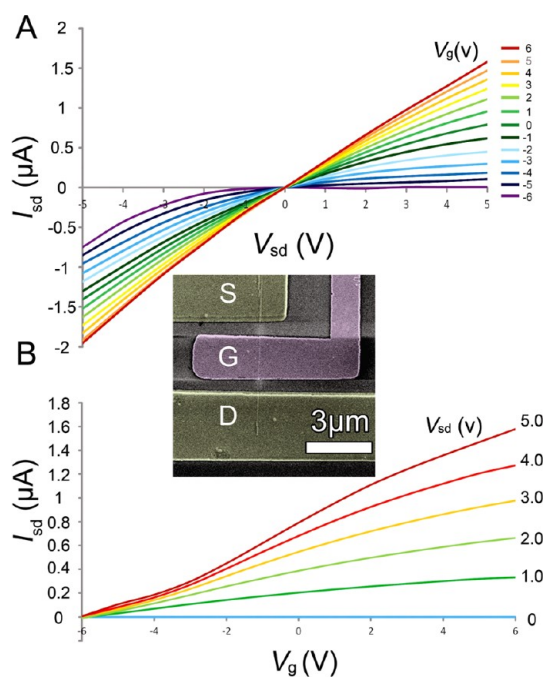 A
2
1.5
1
0.5
0
-0.5
-1
-1.5
-2
Isd (μA)
-5 -4 -3 -2 -1 0 1 2 3 4 5
Vsd (V)
Vg(v)
6
5
4
3
2
1
0
-1
-2
-3
-4
-5
-6
S
G
D
3μm
B
1.8
1.6
1.4
1.2
1
0.8
0.6
0.4
0.2
0
Isd (μA)
-6 -4 -2 0 2 4 6
Vg (V)
Vsd (v)
5.0
4.0
3.0
2.0
1.0
0